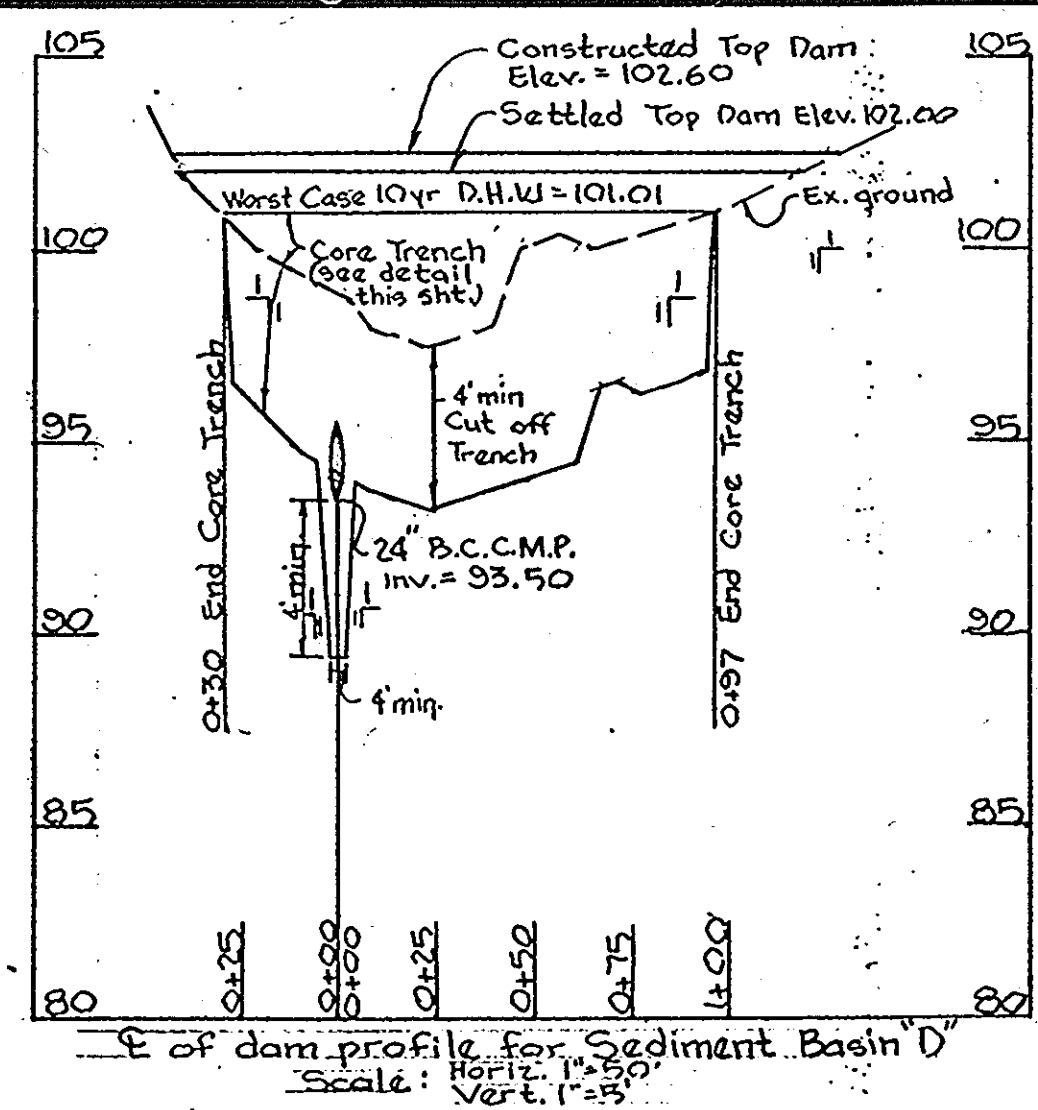 105
105
Constructed Top Dam:
Elev. = 102.60
Settled Top Dam Elev. 102.00
Worst Case 10yr D.H.W = 101.01
Ex. ground
100
100
Core Trench
(see detail
this sht.)
1
1
1
1
1
1
4' min
Cut off
Trench
95
95
24" B.C.C.M.P.
Inv. = 93.50
4' min
1
1
90
90
4' min.
0+30 End Core Trench
0+97 End Core Trench
85
85
0+25
0+00
0+00
0+25
0+50
0+75
1+00
80
80
℄ of dam profile for Sediment Basin "D"
Scale: Horiz. 1"=50'
Vert. 1"=5'